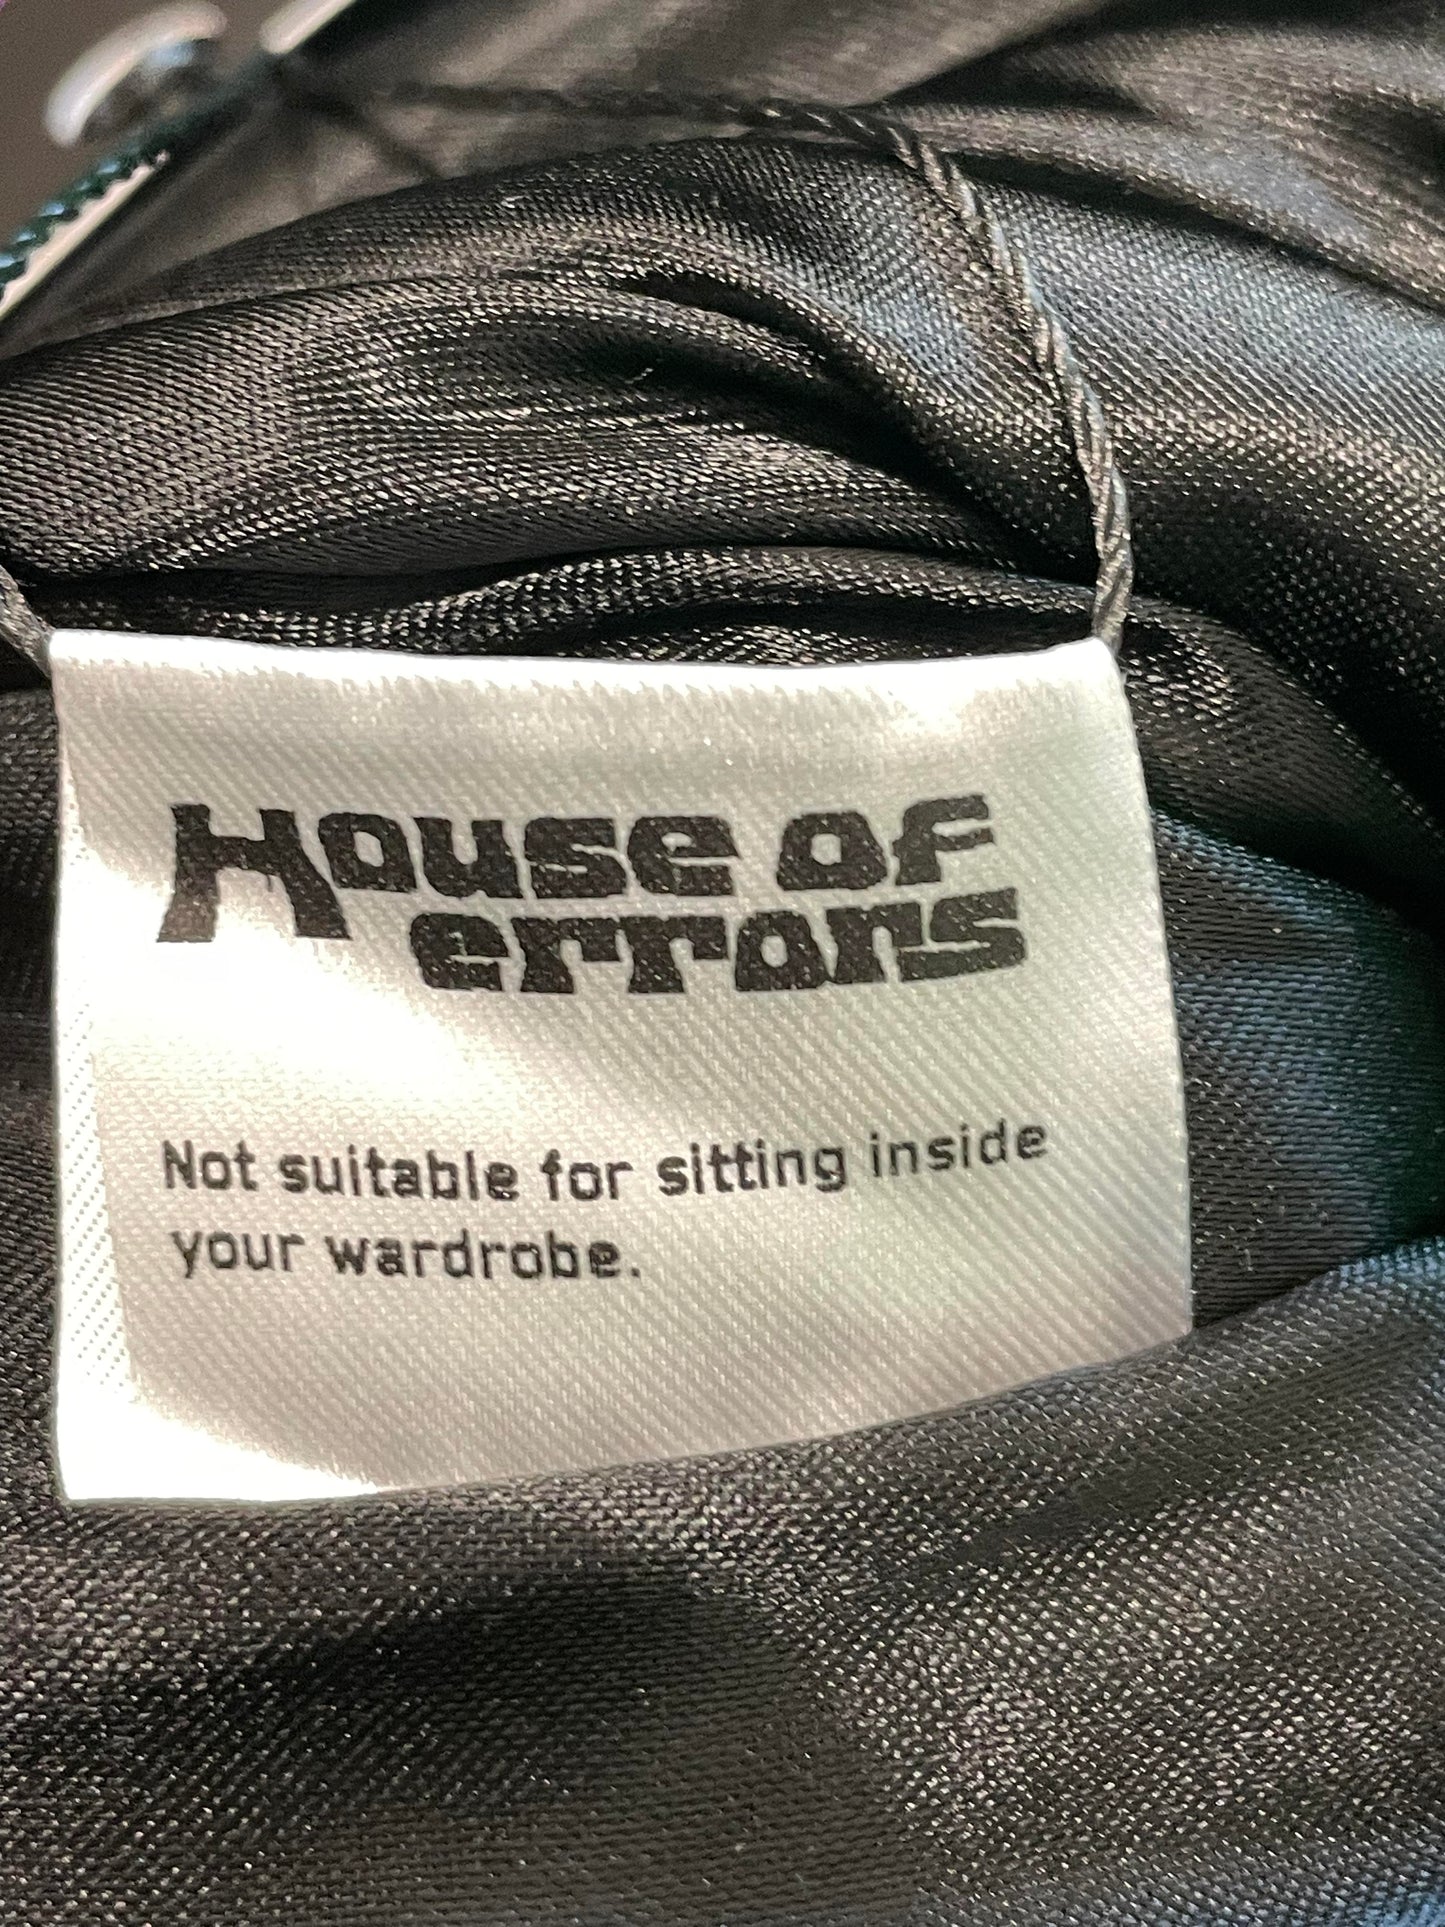 House of
errors
Not suitable for sitting inside
your wardrobe.